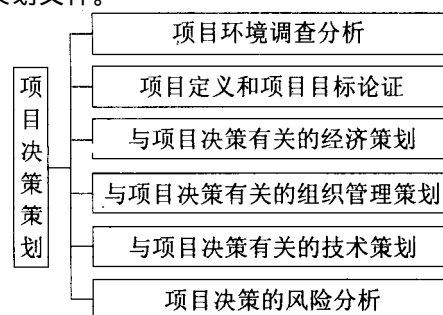 项目环境调查分析
项目定义和项目目标论证
与项目决策有关的经济策划
与项目决策有关的组织管理策划
与项目决策有关的技术策划
项目决策的风险分析
项目决策策划